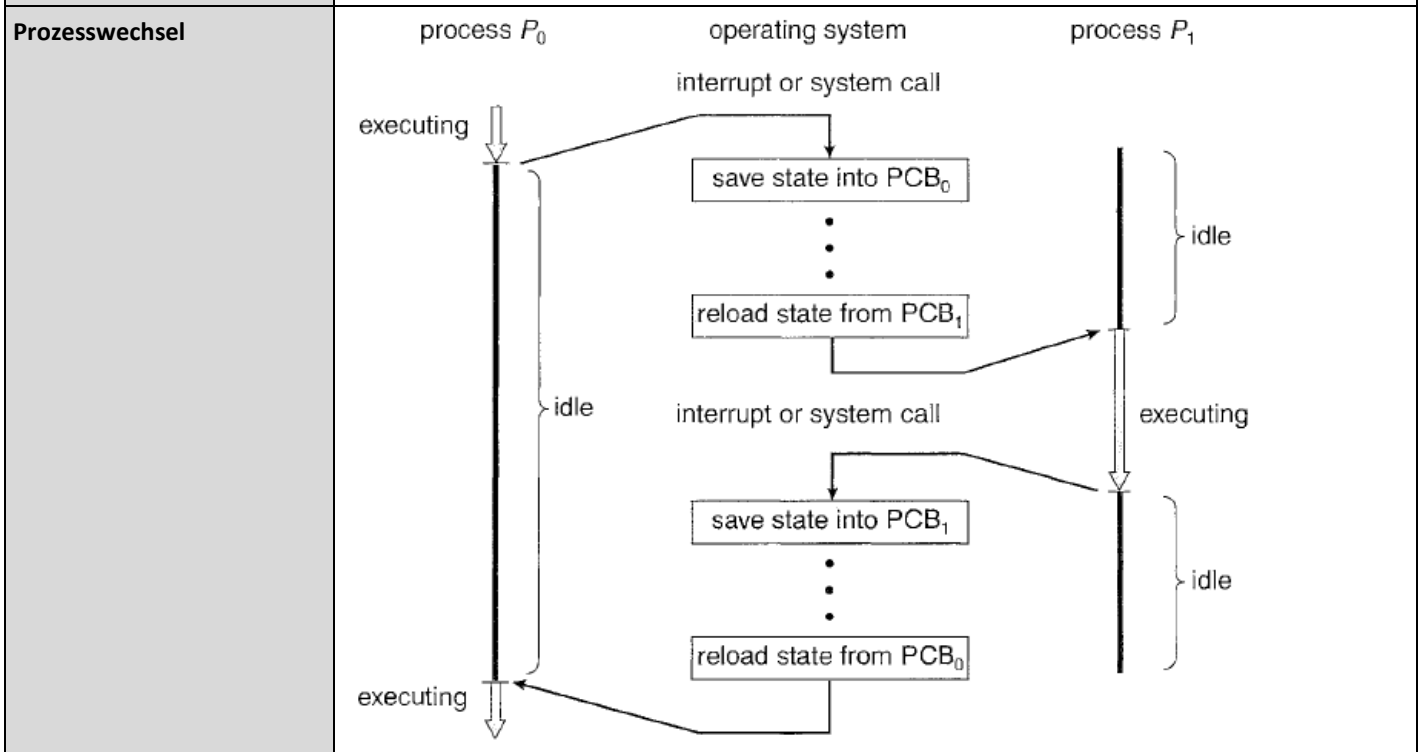 Prozesswechsel
process P₀ operating system process P₁
interrupt or system call
executing
save state into PCB₀
idle
reload state from PCB₁
idle
interrupt or system call
executing
save state into PCB₁
idle
reload state from PCB₀
executing